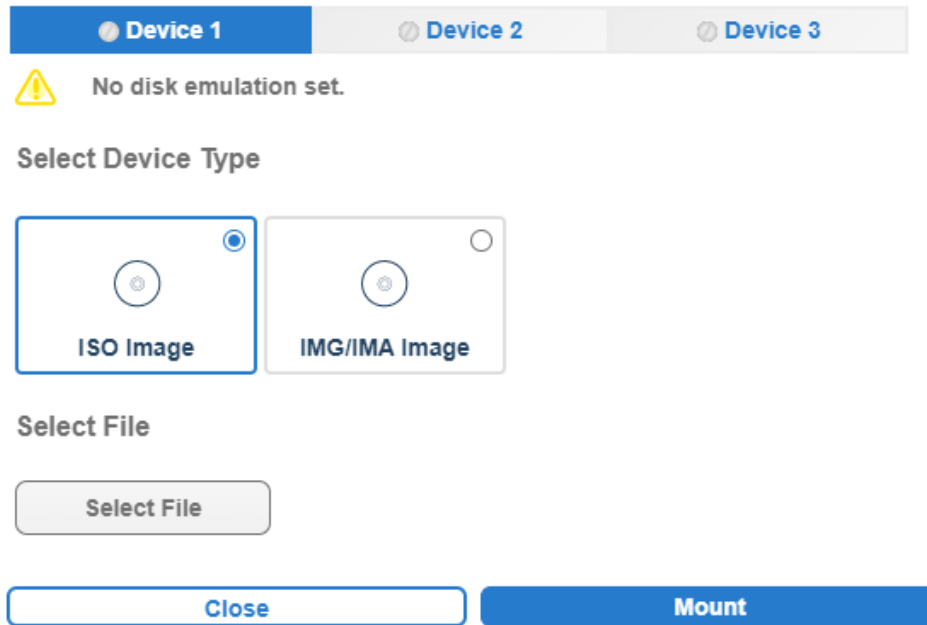 Device 1 Device 2 Device 3
No disk emulation set.
Select Device Type
ISO Image IMG/IMA Image
Select File
Select File
Close Mount